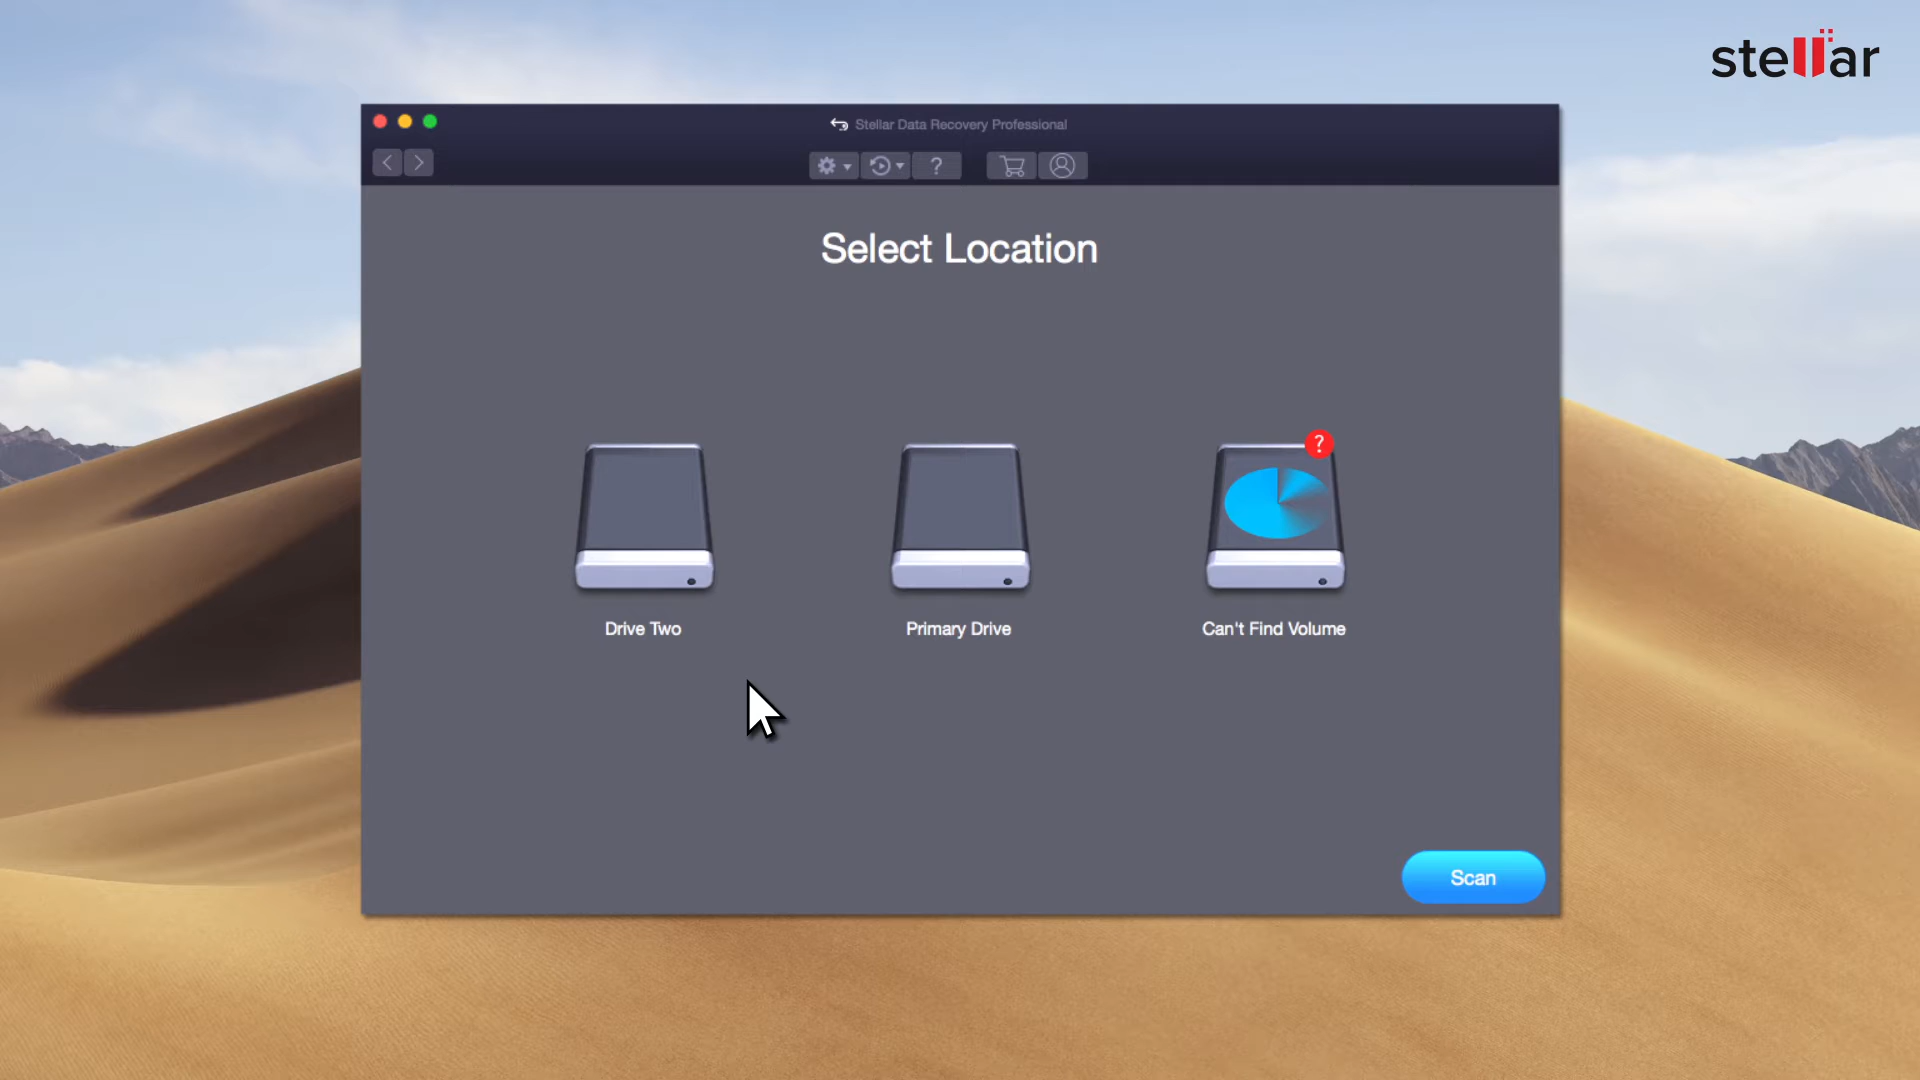 stellar
Stellar Data Recovery Professional
?
Select Location
?
Drive Two
Primary Drive
Can't Find Volume
Scan